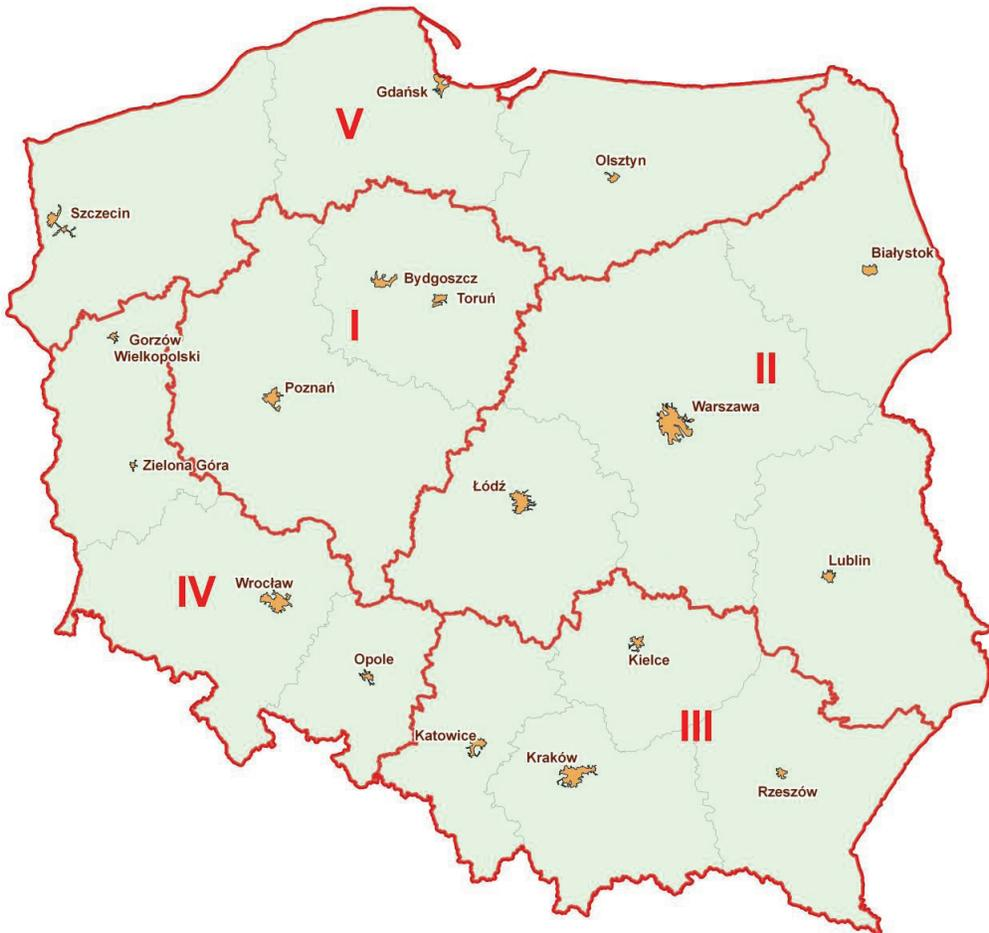 Gdańsk
V
Olsztyn
Szczecin
Białystok
Bydgoszcz
Toruń
I
Gorzów
Wielkopolski
II
Poznań
Warszawa
Zielona Góra
Łódź
Lublin
IV
Wrocław
Opole
Kielce
III
Katowice
Kraków
Rzeszów